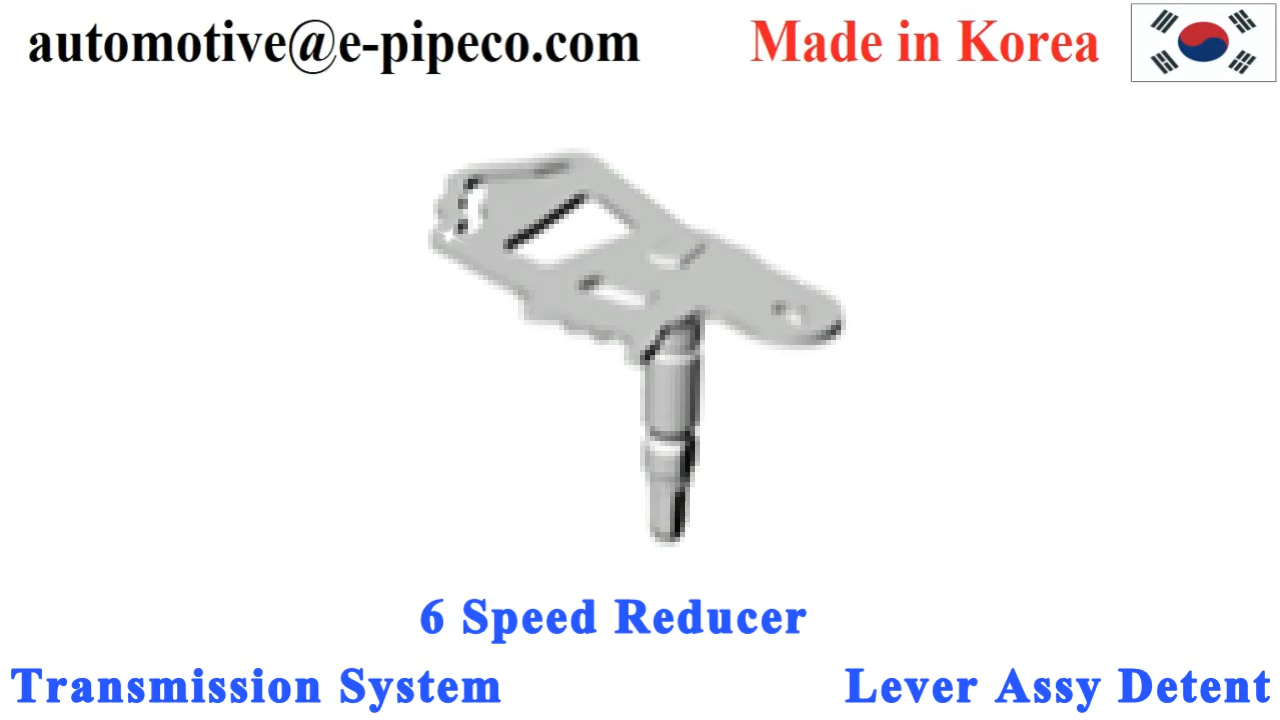 automotive@e-pipeco.com
Made in Korea
6 Speed Reducer
Transmission System
Lever Assy Detent